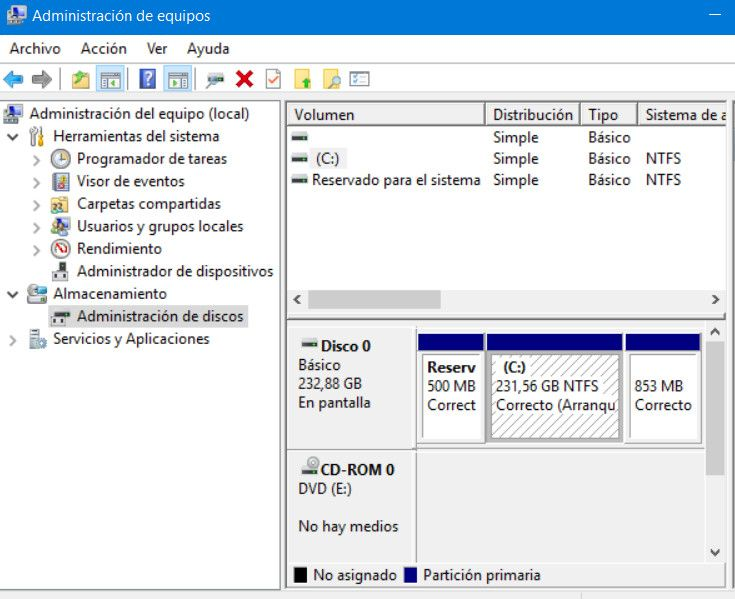 Administración de equipos
Archivo Acción Ver Ayuda
Administración del equipo (local)
Herramientas del sistema
Programador de tareas
Visor de eventos
Carpetas compartidas
Usuarios y grupos locales
Rendimiento
Administrador de dispositivos
Almacenamiento
Administración de discos
Servicios y Aplicaciones
Volumen Distribución Tipo Sistema de a
Simple Básico
(C:) Simple Básico NTFS
Reservado para el sistema Simple Básico NTFS
Disco 0
Básico
232,88 GB
En pantalla
Reserv
500 MB
Correct
(C:)
231,56 GB NTFS
Correcto (Arranqu
853 MB
Correcto
CD-ROM 0
DVD (E:)
No hay medios
No asignado Partición primaria